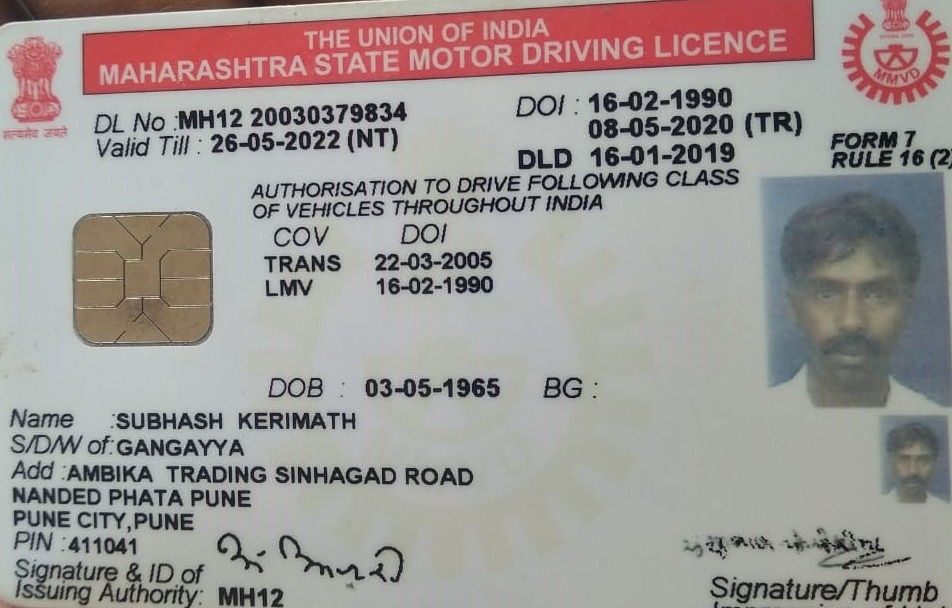 THE UNION OF INDIA
MAHARASHTRA STATE MOTOR DRIVING LICENCE
सत्यमेव जयते
MMVD
DL No :MH12 20030379834
DOI : 16-02-1990
Valid Till : 26-05-2022 (NT)
08-05-2020 (TR)
FORM 7
DLD 16-01-2019
RULE 16 (2)
AUTHORISATION TO DRIVE FOLLOWING CLASS
OF VEHICLES THROUGHOUT INDIA
COV DOI
TRANS 22-03-2005
LMV 16-02-1990
DOB : 03-05-1965 BG :
Name :SUBHASH KERIMATH
S/D/W of:GANGAYYA
Add :AMBIKA TRADING SINHAGAD ROAD
NANDED PHATA PUNE
PUNE CITY,PUNE
PIN :411041
Signature & ID of
Issuing Authority: MH12
Signature/Thumb